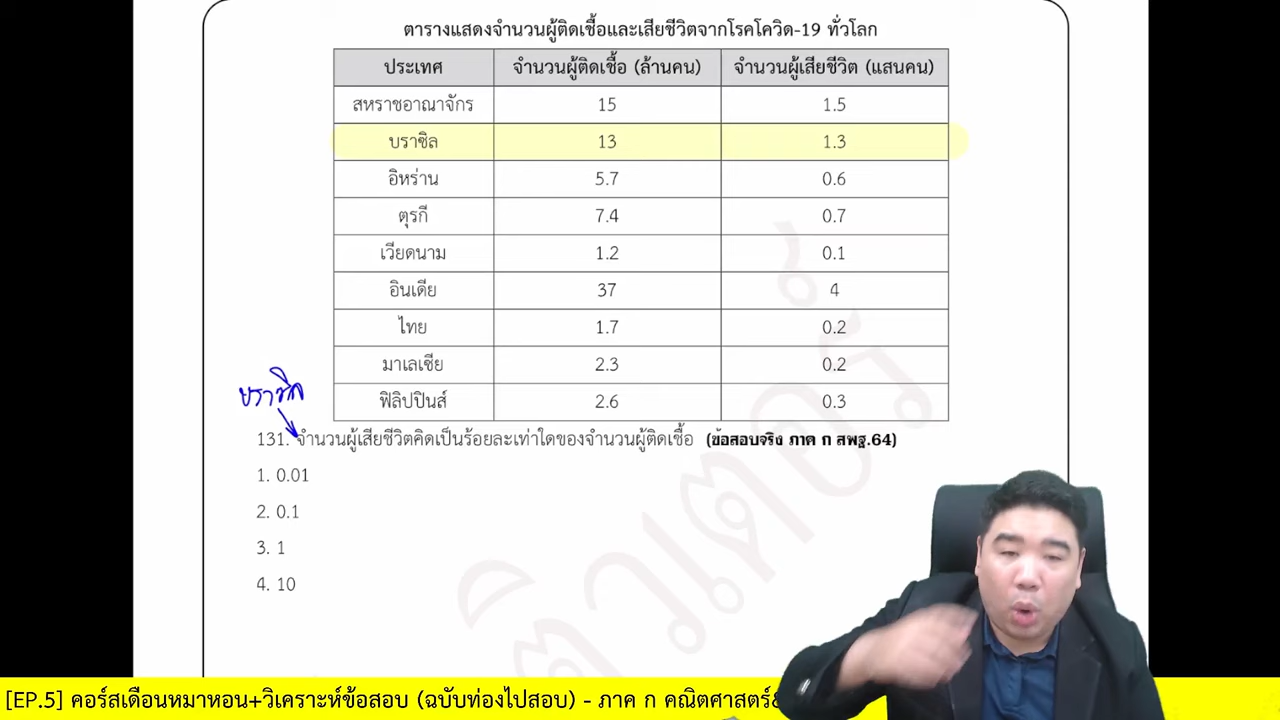 ตารางแสดงจำนวนผู้ติดเชื้อและเสียชีวิตจากโรคโควิด-19 ทั่วโลก
ประเทศ จำนวนผู้ติดเชื้อ (ล้านคน) จำนวนผู้เสียชีวิต (แสนคน)
สหราชอาณาจักร 15 1.5
บราซิล 13 1.3
อิหร่าน 5.7 0.6
ตุรกี 7.4 0.7
เวียดนาม 1.2 0.1
อินเดีย 37 4
ไทย 1.7 0.2
มาเลเซีย 2.3 0.2
ฟิลิปปินส์ 2.6 0.3
บราซิล
131. จำนวนผู้เสียชีวิตคิดเป็นร้อยละเท่าใดของจำนวนผู้ติดเชื้อ (ข้อสอบจริง ภาค ก สพฐ.64)
1. 0.01
2. 0.1
3. 1
4. 10
ติวเตอร์
[EP.5] คอร์สเดือนหมาหอน+วิเคราะห์ข้อสอบ (ฉบับท่องไปสอบ) - ภาค ก คณิตศาสตร์&